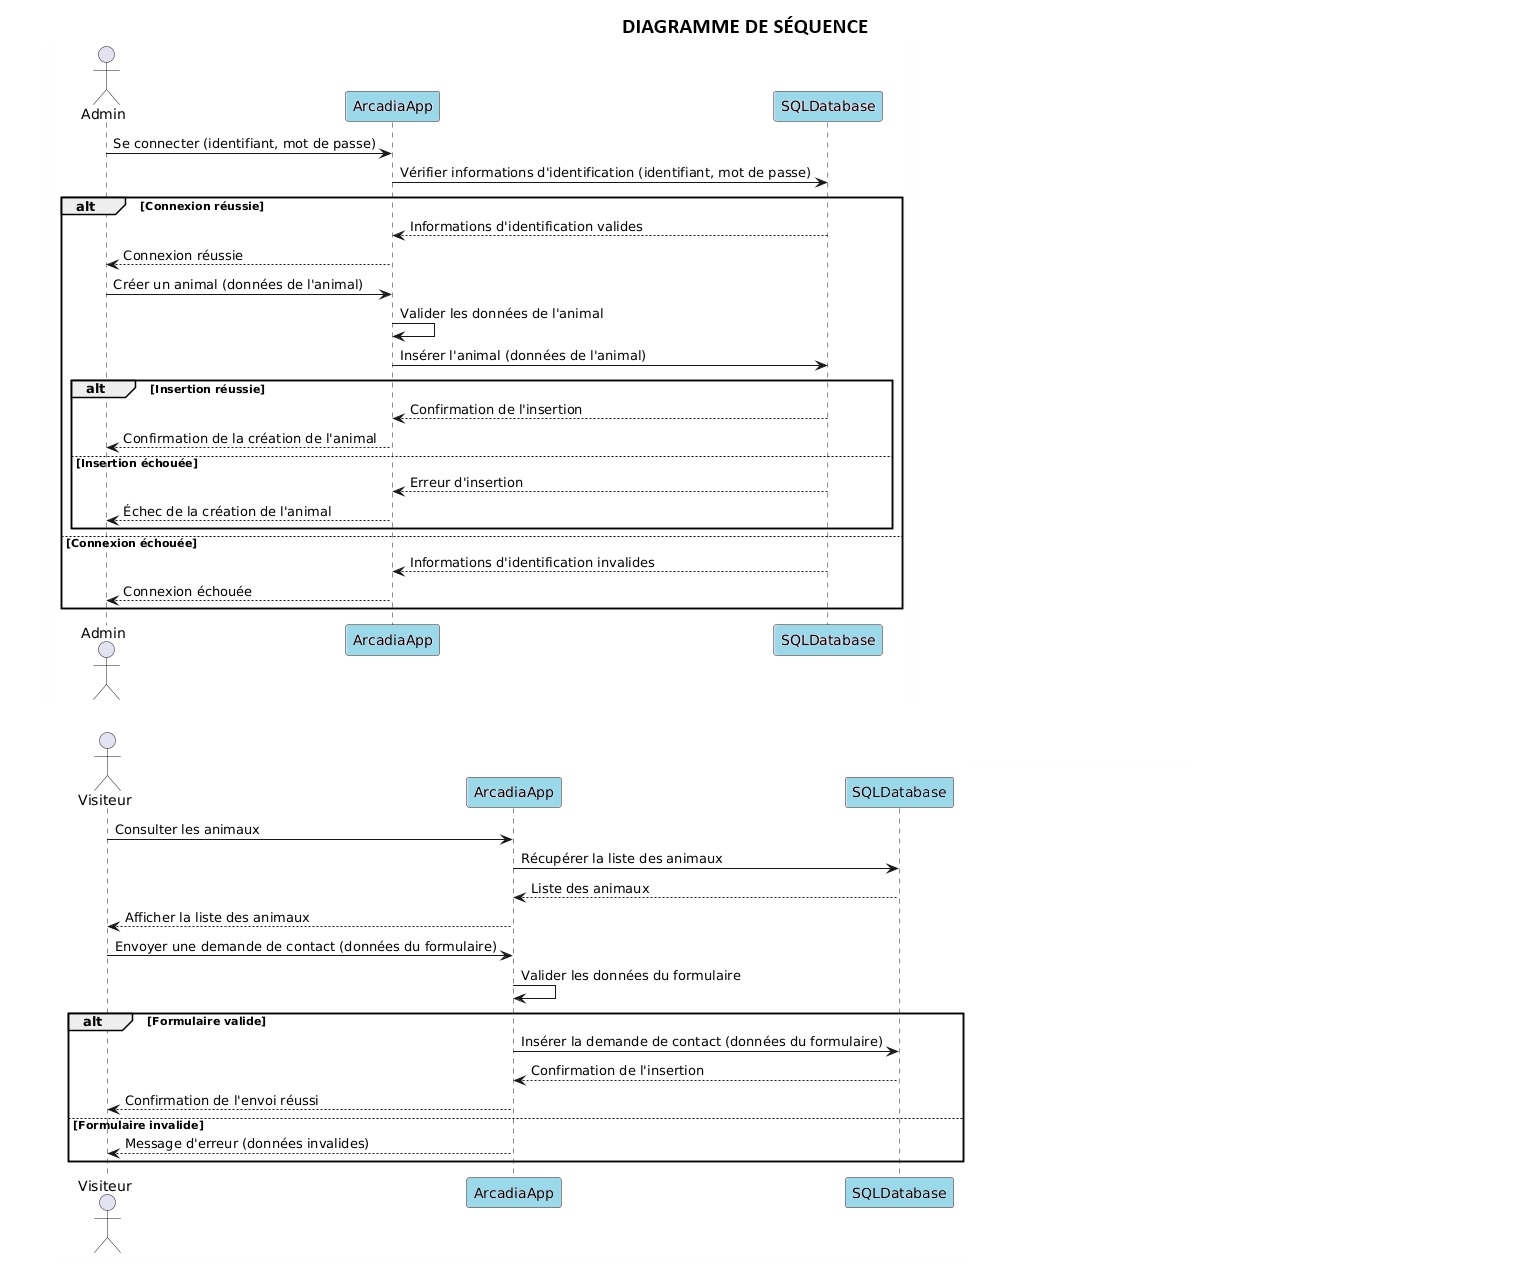 DIAGRAMME DE SÉQUENCE
Admin
ArcadiaApp
SQLDatabase
Se connecter (identifiant, mot de passe)
Vérifier informations d'identification (identifiant, mot de passe)
alt [Connexion réussie]
Informations d'identification valides
Connexion réussie
Créer un animal (données de l'animal)
Valider les données de l'animal
Insérer l'animal (données de l'animal)
alt [Insertion réussie]
Confirmation de l'insertion
Confirmation de la création de l'animal
[Insertion échouée]
Erreur d'insertion
Échec de la création de l'animal
[Connexion échouée]
Informations d'identification invalides
Connexion échouée
Admin
ArcadiaApp
SQLDatabase
Visiteur
ArcadiaApp
SQLDatabase
Consulter les animaux
Récupérer la liste des animaux
Liste des animaux
Afficher la liste des animaux
Envoyer une demande de contact (données du formulaire)
Valider les données du formulaire
alt [Formulaire valide]
Insérer la demande de contact (données du formulaire)
Confirmation de l'insertion
Confirmation de l'envoi réussi
[Formulaire invalide]
Message d'erreur (données invalides)
Visiteur
ArcadiaApp
SQLDatabase